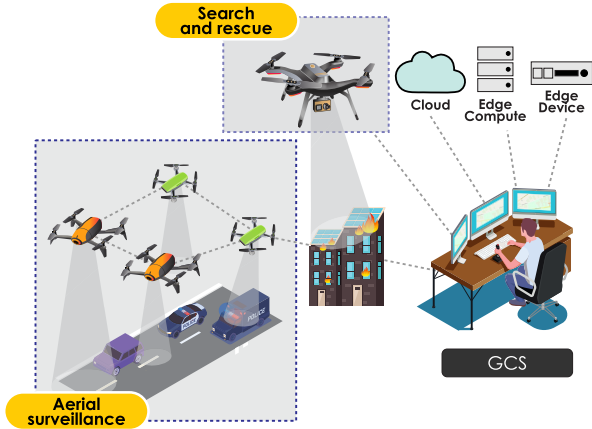 Search
and rescue
Cloud
Edge
Compute
Edge
Device
POLICE
POLICE
GCS
Aerial
surveillance